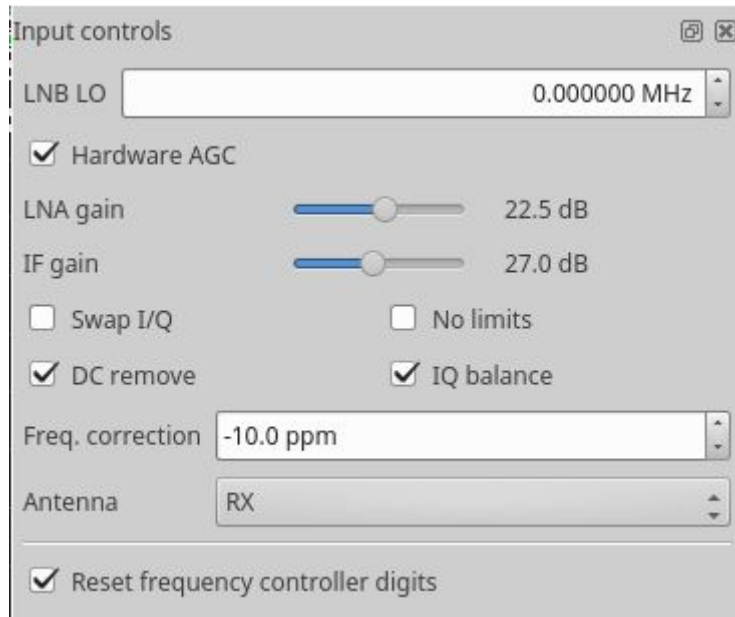 Input controls
LNB LO 0.000000 MHz
Hardware AGC
LNA gain 22.5 dB
IF gain 27.0 dB
Swap I/Q No limits
DC remove IQ balance
Freq. correction -10.0 ppm
Antenna RX
Reset frequency controller digits